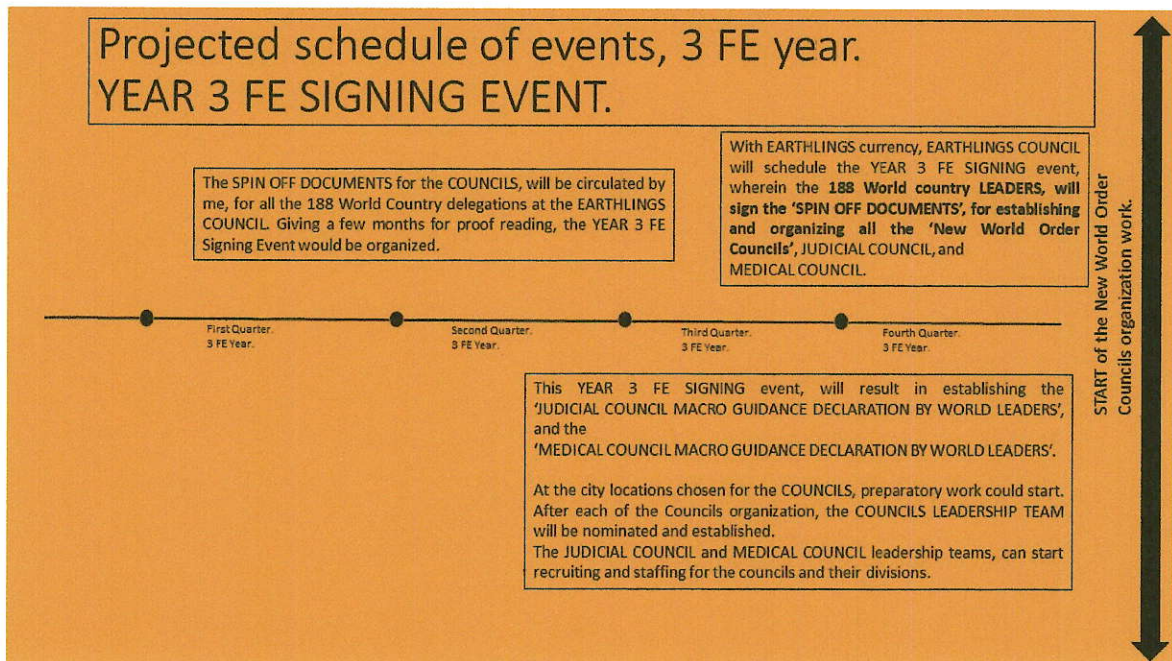 Projected schedule of events, 3 FE year.
YEAR 3 FE SIGNING EVENT.
The SPIN OFF DOCUMENTS for the COUNCILS, will be circulated by
me, for all the 188 World Country delegations at the EARTHLINGS
COUNCIL. Giving a few months for proof reading, the YEAR 3 FE
Signing Event would be organized.
With EARTHLINGS currency, EARTHLINGS COUNCIL
will schedule the YEAR 3 FE SIGNING event,
wherein the 188 World country LEADERS, will
sign the ‘SPIN OFF DOCUMENTS’, for establishing
and organizing all the ‘New World Order
Councils’, JUDICIAL COUNCIL, and
MEDICAL COUNCIL.
First Quarter.
3 FE Year.
Second Quarter.
3 FE Year.
Third Quarter.
3 FE Year.
Fourth Quarter.
3 FE Year.
This YEAR 3 FE SIGNING event, will result in establishing the
‘JUDICIAL COUNCIL MACRO GUIDANCE DECLARATION BY WORLD LEADERS’,
and the
‘MEDICAL COUNCIL MACRO GUIDANCE DECLARATION BY WORLD LEADERS’.
At the city locations chosen for the COUNCILS, preparatory work could start.
After each of the Councils organization, the COUNCILS LEADERSHIP TEAM
will be nominated and established.
The JUDICIAL COUNCIL and MEDICAL COUNCIL leadership teams, can start
recruiting and staffing for the councils and their divisions.
START of the New World Order
Councils organization work.